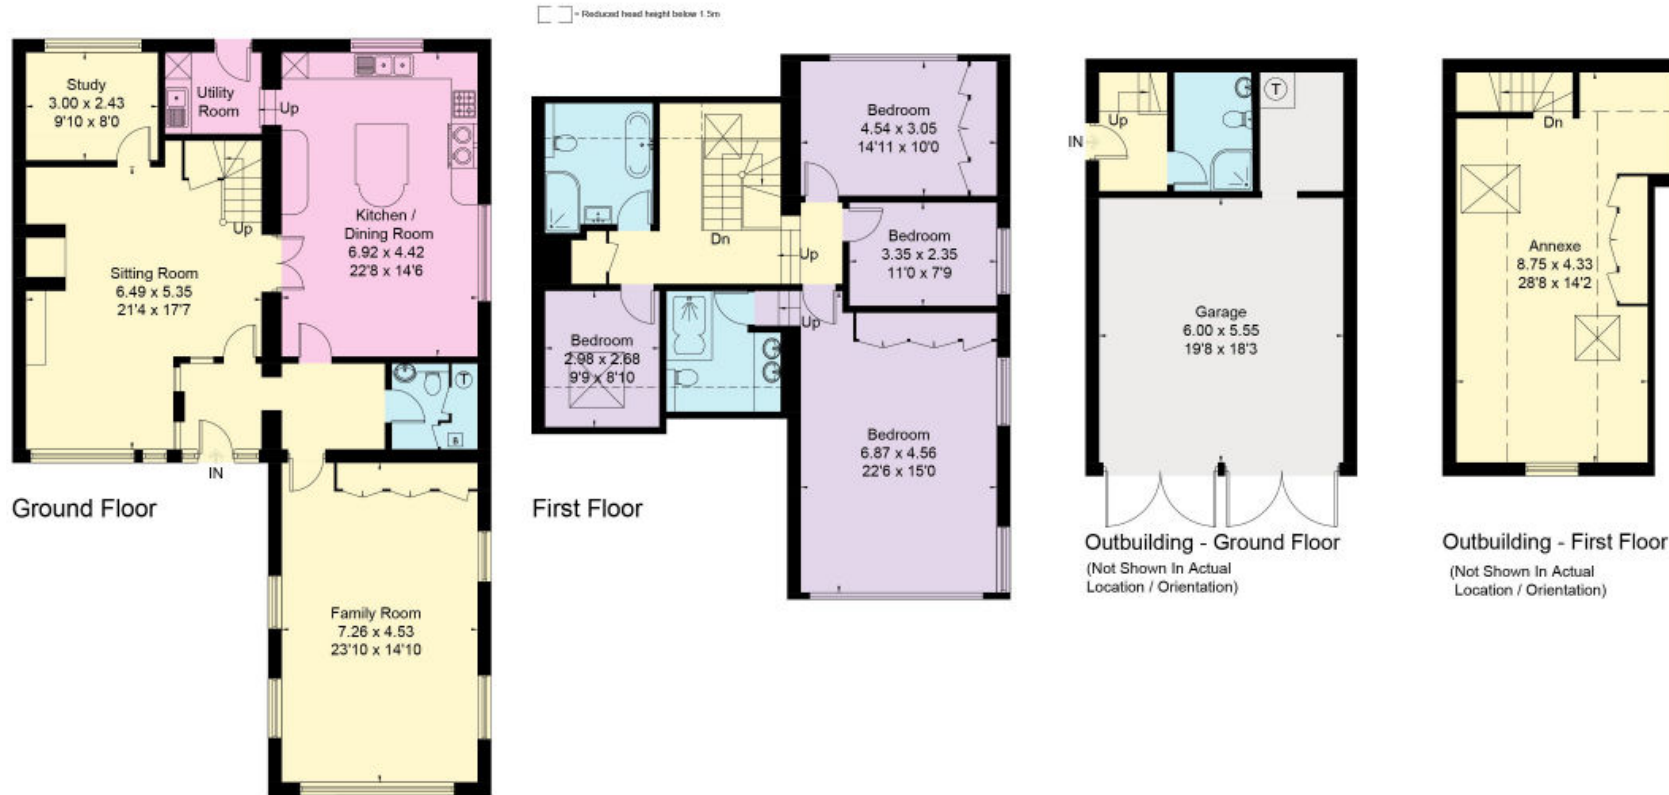 = Reduced head height below 1.5m
Study
3.00 x 2.43
9'10 x 8'0
Utility
Room
Up
Kitchen /
Dining Room
6.92 x 4.42
22'8 x 14'6
Up
Sitting Room
6.49 x 5.35
21'4 x 17'7
T
B
IN
Ground Floor
Family Room
7.26 x 4.53
23'10 x 14'10
Bedroom
4.54 x 3.05
14'11 x 10'0
Dn
Up
Bedroom
3.35 x 2.35
11'0 x 7'9
Up
Bedroom
2.98 x 2.68
9'9 x 8'10
Bedroom
6.87 x 4.56
22'6 x 15'0
First Floor
IN
Up
T
Garage
6.00 x 5.55
19'8 x 18'3
Outbuilding - Ground Floor
(Not Shown In Actual
Location / Orientation)
Dn
Annexe
8.75 x 4.33
28'8 x 14'2
Outbuilding - First Floor
(Not Shown In Actual
Location / Orientation)